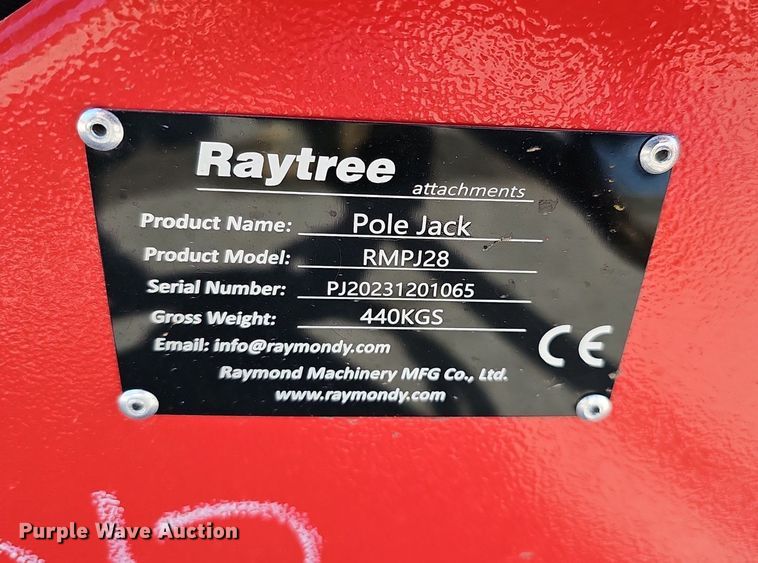 Raytree
attachments
Product Name: Pole Jack
Product Model: RMPJ28
Serial Number: PJ20231201065
Gross Weight: 440KGS
Email: info@raymondy.com
CE
Raymond Machinery MFG Co., Ltd.
www.raymondy.com
Purple Wave Auction